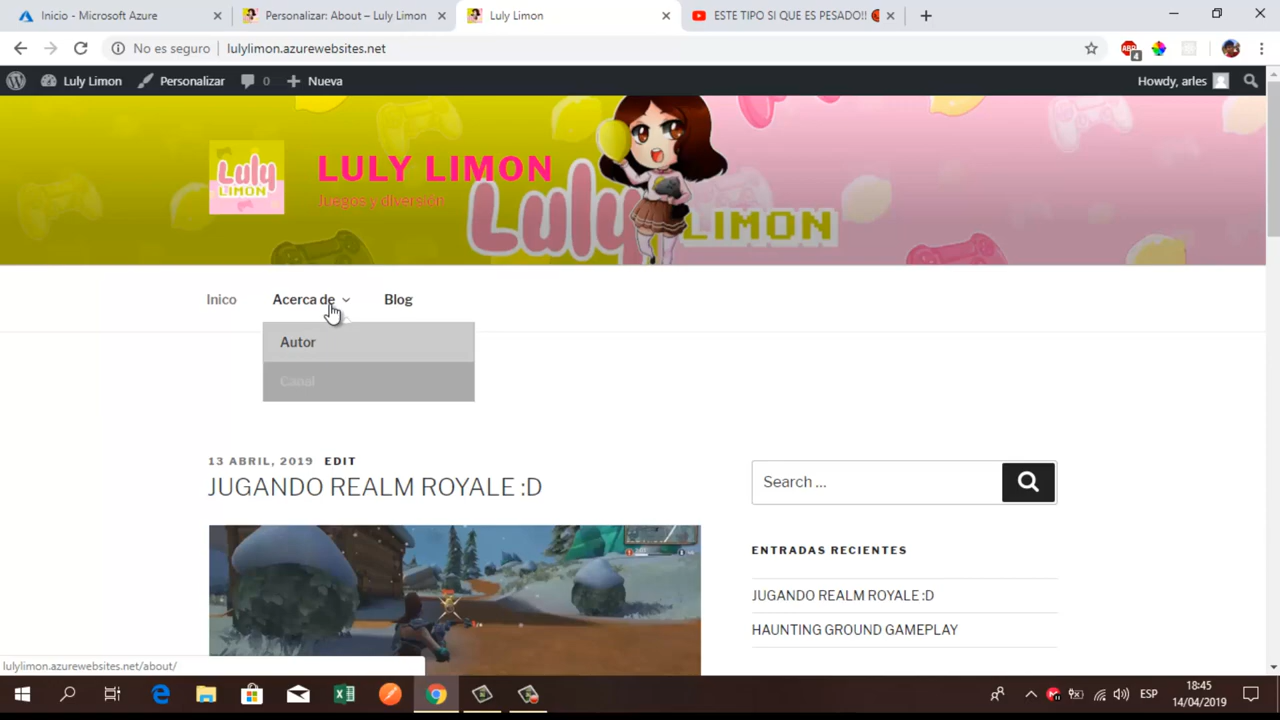 Inicio - Microsoft Azure
Personalizar: About – Luly Limon
Luly Limon
ESTE TIPO SI QUE ES PESADO!!
No es seguro
lulylimon.azurewebsites.net
4
Luly Limon
Personalizar
0
Nueva
Howdy, arles
Luly
LIMON
LULY LIMON
Juegos y diversión
Luly LIMON
Inico
Acerca de
Blog
Autor
Canal
13 ABRIL, 2019 EDIT
JUGANDO REALM ROYALE :D
Search ...
ENTRADAS RECIENTES
JUGANDO REALM ROYALE :D
HAUNTING GROUND GAMEPLAY
lulylimon.azurewebsites.net/about/
ESP
18:45
14/04/2019